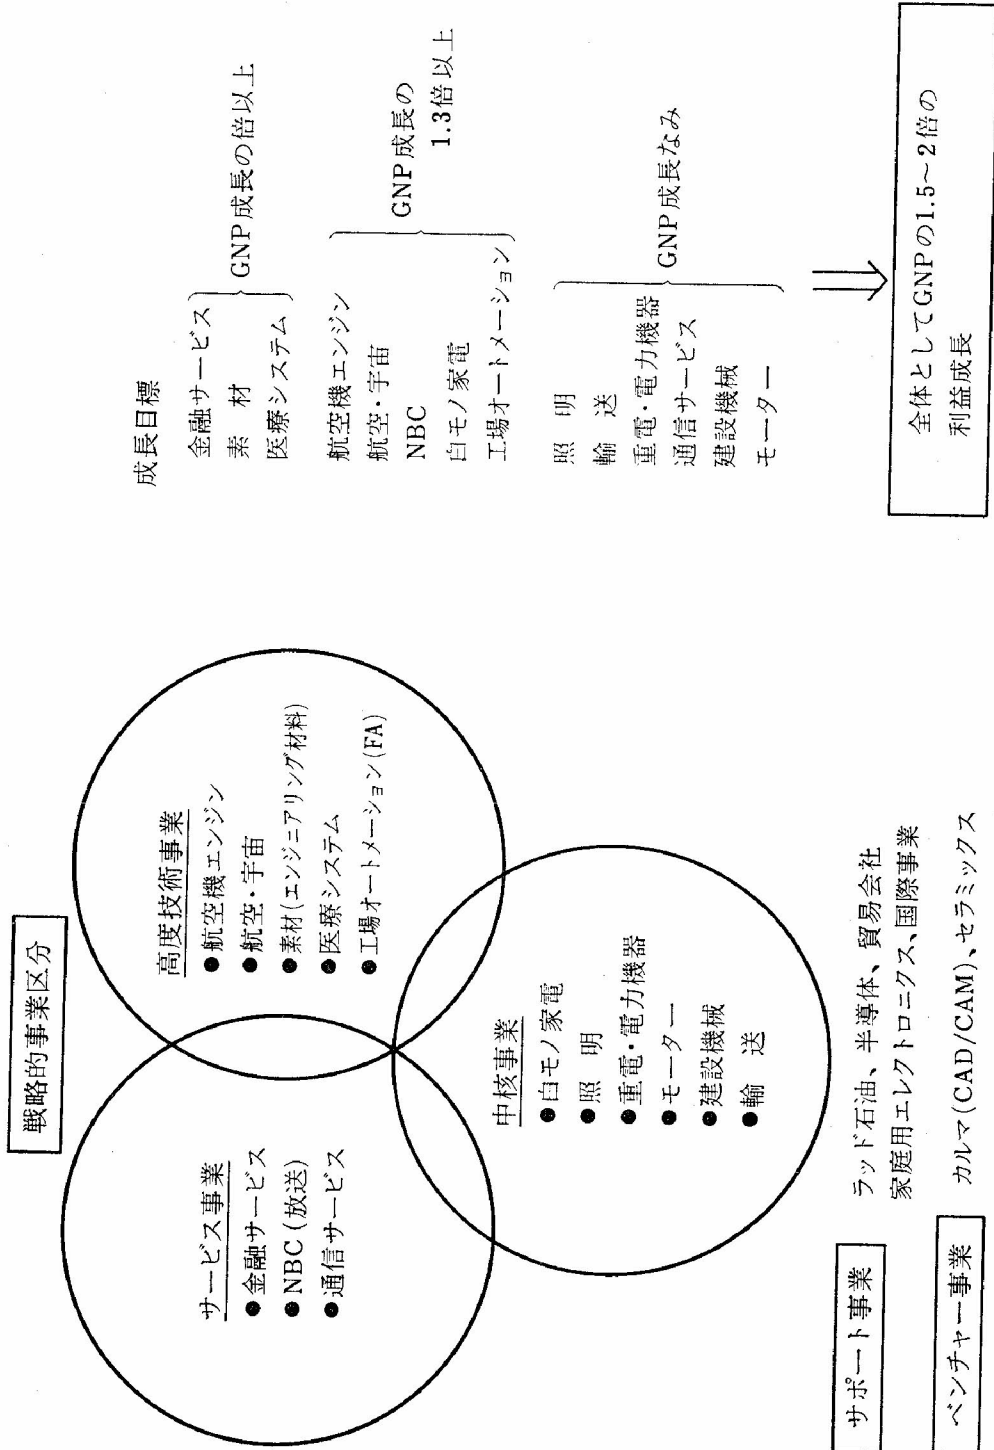 戦略的事業区分
サービス事業
●金融サービス
●NBC(放送)
●通信サービス
高度技術事業
●航空機エンジン
●航空・宇宙
●素材(エンジニアリング材料)
●医療システム
●工場オートメーション(FA)
中核事業
●白モノ家電
●照 明
●重電・電力機器
●モーター
●建設機械
●輸 送
サポート事業
ラッド石油、半導体、貿易会社
家庭用エレクトロニクス、国際事業
ベンチャー事業
カルマ(CAD/CAM)、セラミックス
成長目標
金融サービス
素 材
医療システム
GNP成長の倍以上
航空機エンジン
航空・宇宙
NBC
白モノ家電
工場オートメーション
GNP成長の
1.3倍以上
照 明
輸 送
重電・電力機器
通信サービス
建設機械
モーター
GNP成長なみ
全体としてGNPの1.5~2倍の
利益成長